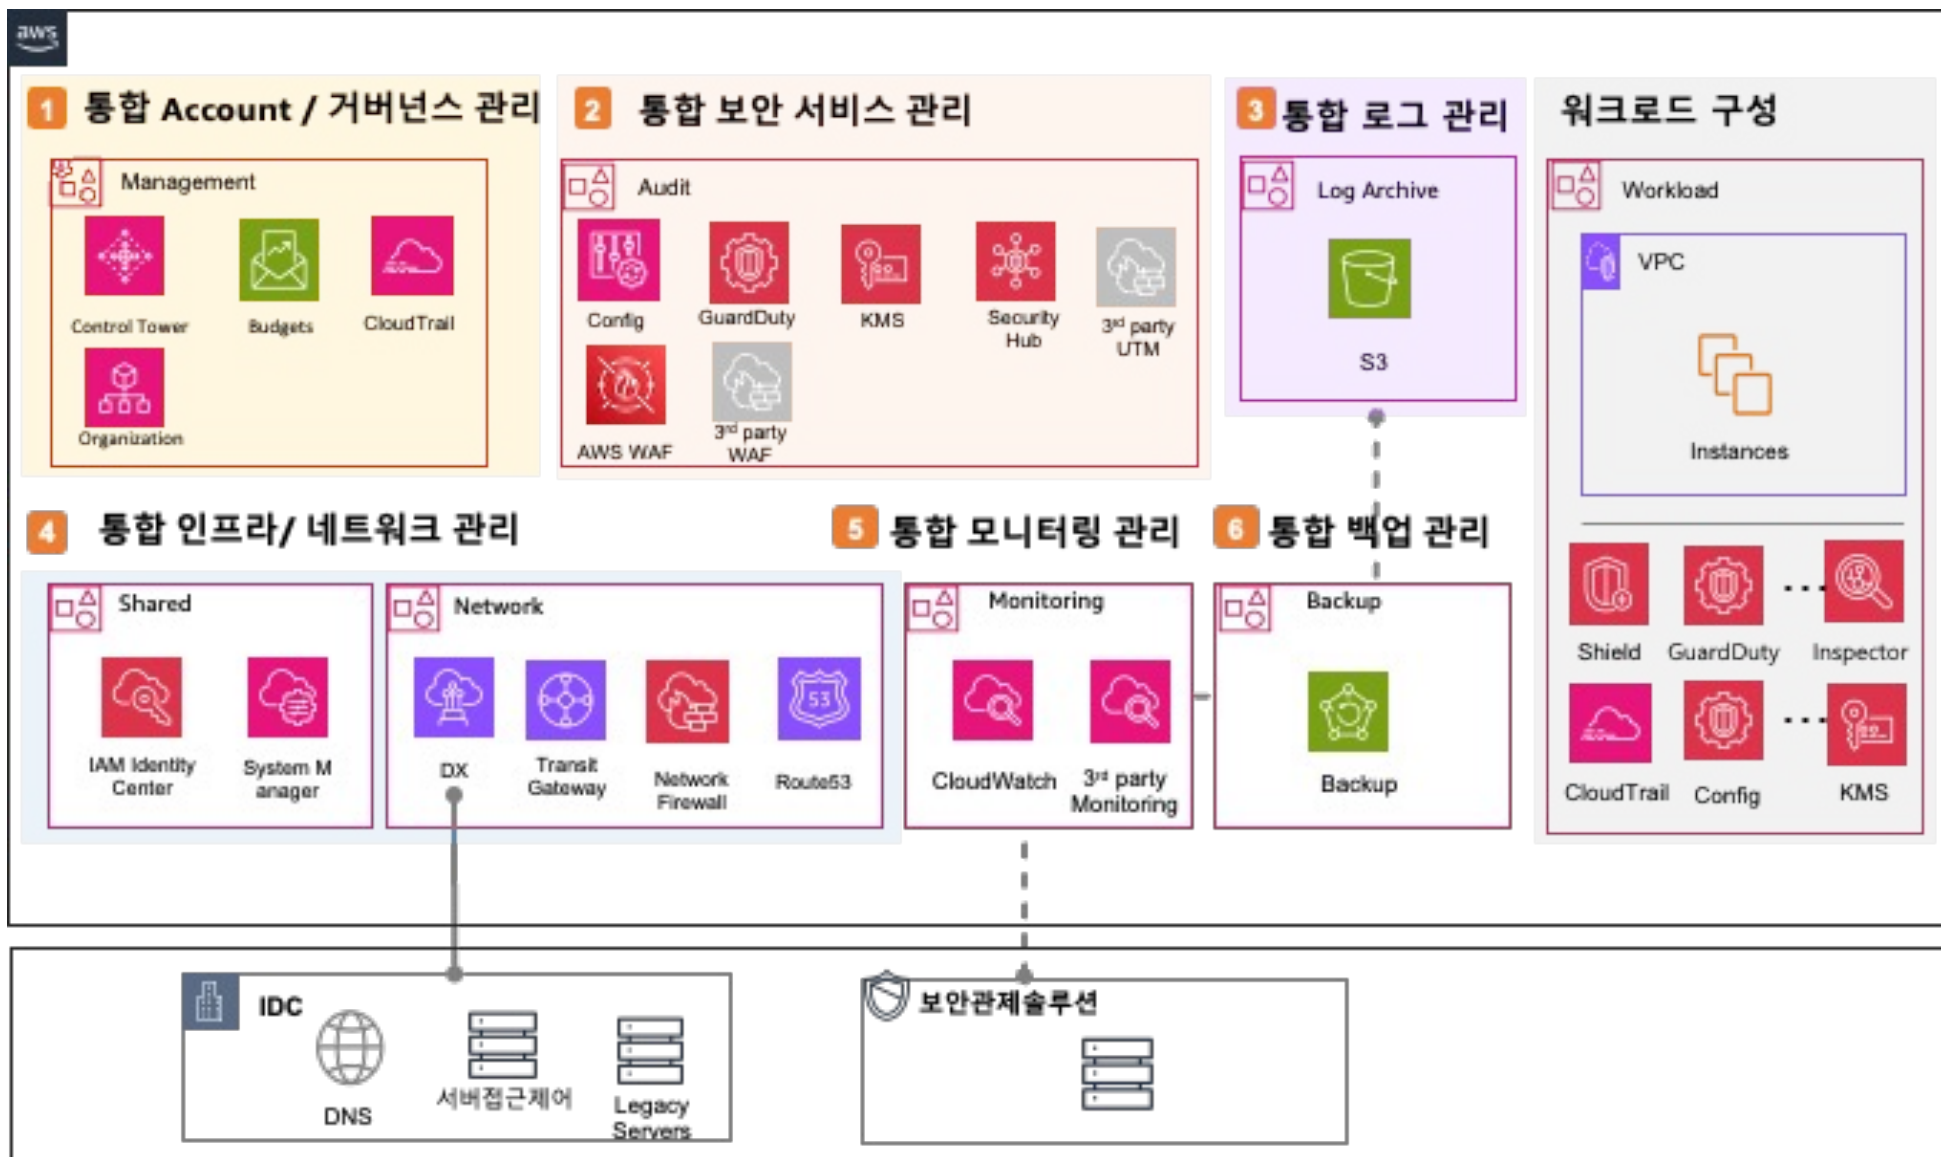 aws
1 통합 Account / 거버넌스 관리
Management
Control Tower
Budgets
CloudTrail
Organization
2 통합 보안 서비스 관리
Audit
Config
GuardDuty
KMS
Security
Hub
3rd party
UTM
AWS WAF
3rd party
WAF
3 통합 로그 관리
Log Archive
S3
워크로드 구성
Workload
VPC
Instances
Shield
GuardDuty
Inspector
CloudTrail
Config
KMS
4 통합 인프라/ 네트워크 관리
Shared
IAM Identity
Center
System M
anager
Network
DX
Transit
Gateway
Network
Firewall
53
Route53
5 통합 모니터링 관리
Monitoring
CloudWatch
3rd party
Monitoring
6 통합 백업 관리
Backup
Backup
IDC
DNS
서버접근제어
Legacy
Servers
보안관제솔루션